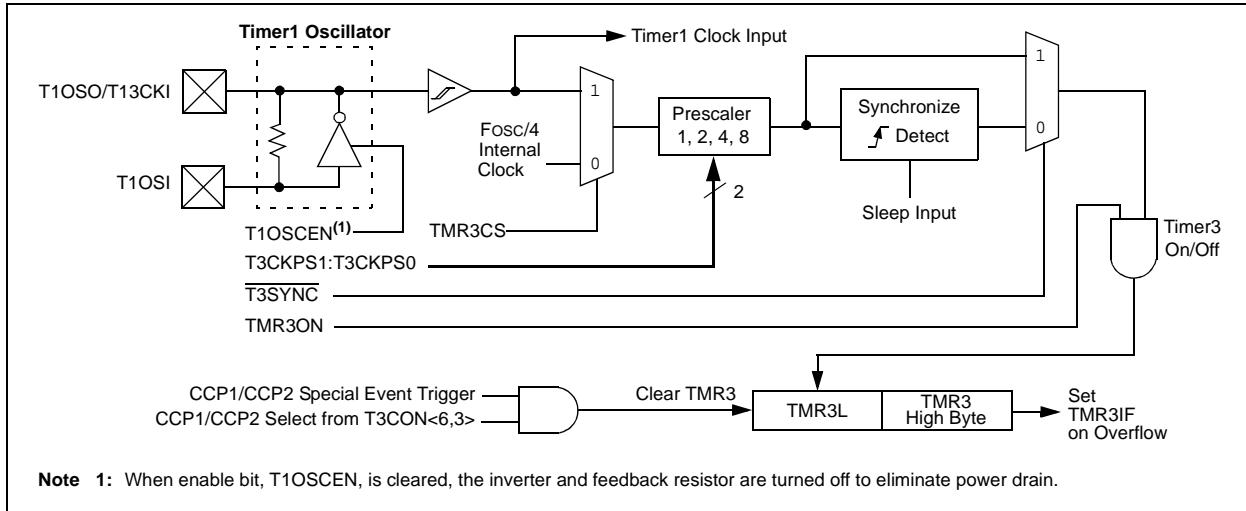 Timer1 Oscillator
Timer1 Clock Input
T1OSO/T13CKI
1
FOSC/4
Internal
Clock
0
Prescaler
1, 2, 4, 8
Synchronize
Detect
1
0
T1OSI
2
Sleep Input
T1OSCEN(1)
TMR3CS
Timer3
On/Off
T3CKPS1:T3CKPS0
T3SYNC
TMR3ON
CCP1/CCP2 Special Event Trigger
CCP1/CCP2 Select from T3CON<6,3>
Clear TMR3
TMR3L
TMR3
High Byte
Set
TMR3IF
on Overflow
Note 1: When enable bit, T1OSCEN, is cleared, the inverter and feedback resistor are turned off to eliminate power drain.